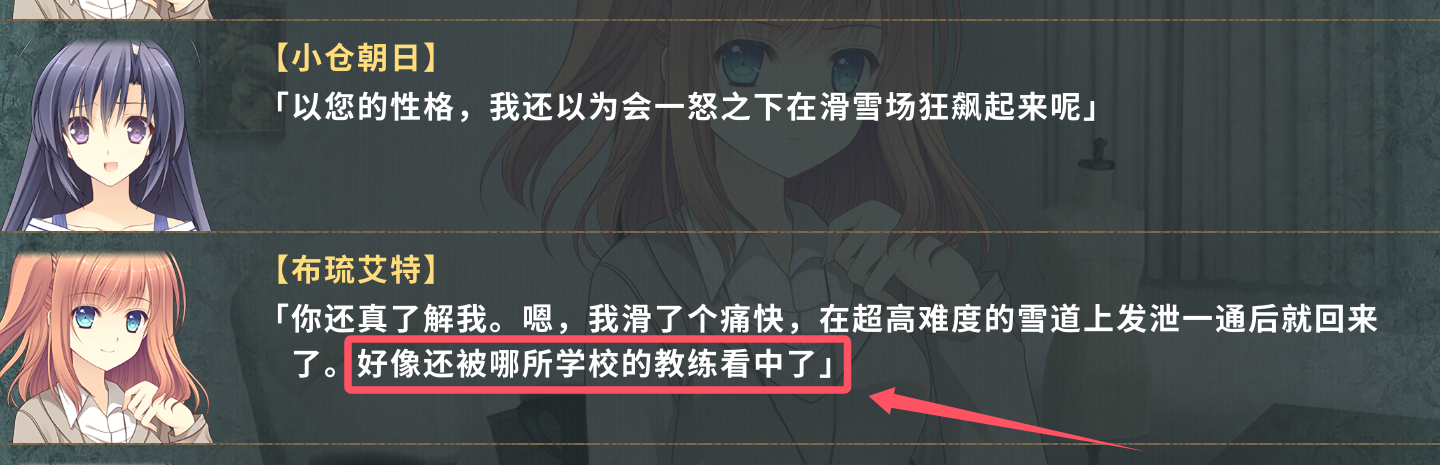 【小仓朝日】
「以您的性格，我还以为会一怒之下在滑雪场狂飙起来呢」
【布琉艾特】
「你还真了解我。嗯，我滑了个痛快，在超高难度的雪道上发泄一通后就回来
了。好像还被哪所学校的教练看中了」